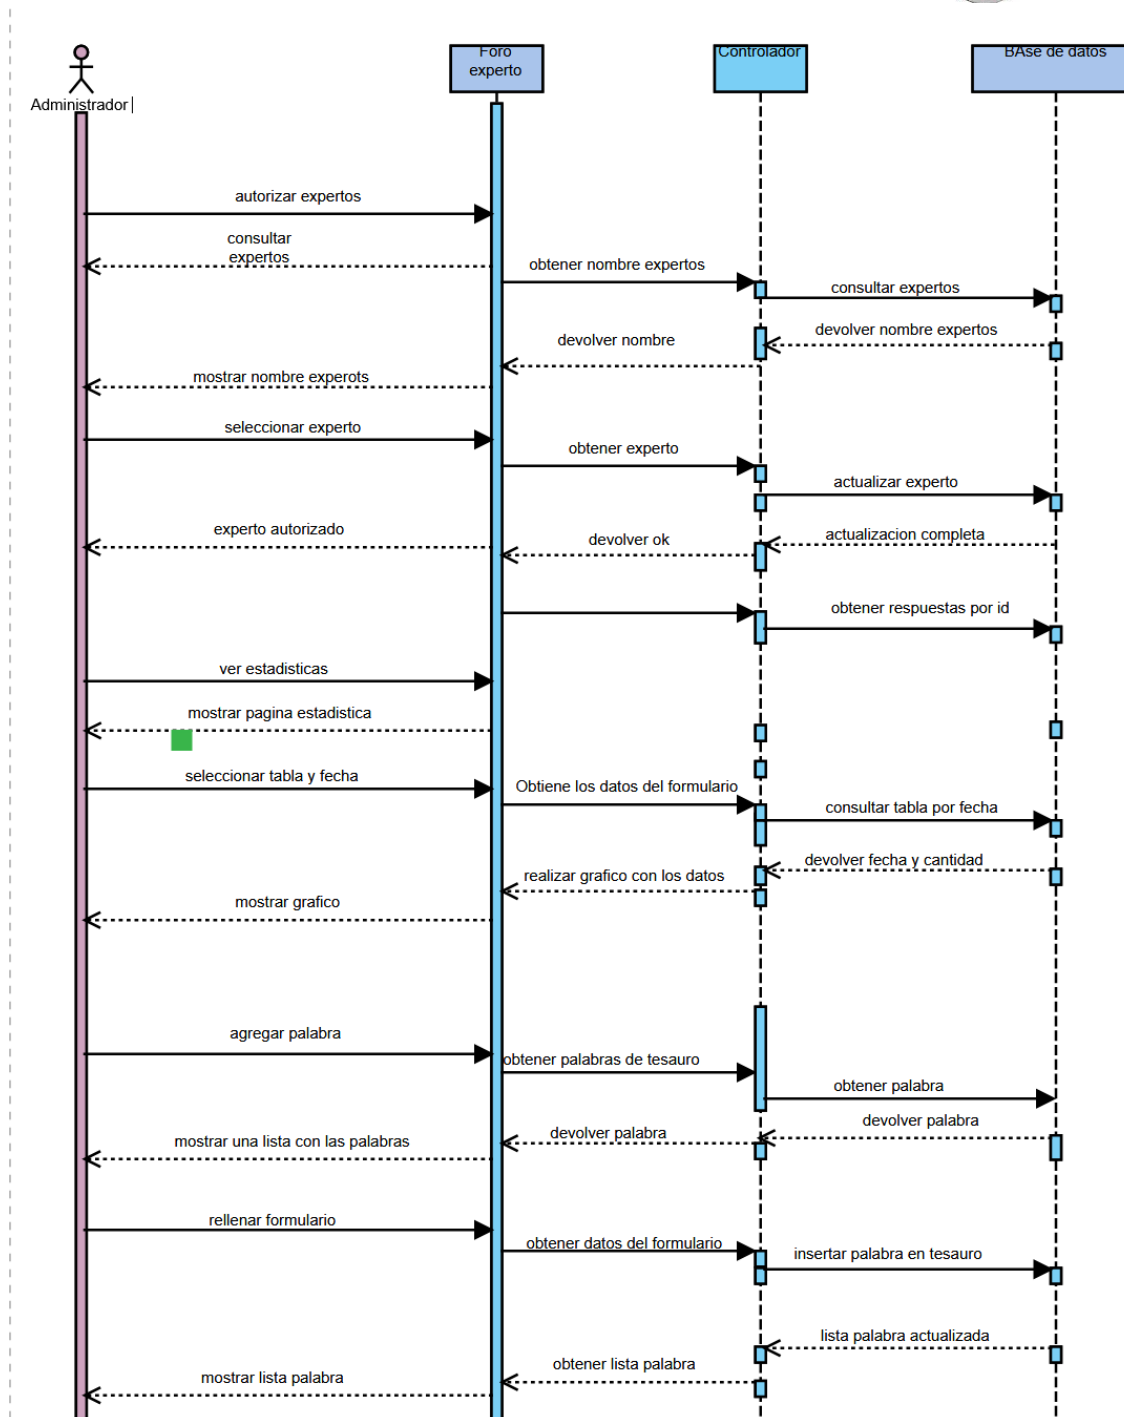 Foro
experto
Controlador
BAse de datos
Administrador
autorizar expertos
consultar
expertos
obtener nombre expertos
consultar expertos
devolver nombre expertos
devolver nombre
mostrar nombre experots
seleccionar experto
obtener experto
actualizar experto
experto autorizado
devolver ok
actualizacion completa
obtener respuestas por id
ver estadisticas
mostrar pagina estadistica
seleccionar tabla y fecha
Obtiene los datos del formulario
consultar tabla por fecha
devolver fecha y cantidad
realizar grafico con los datos
mostrar grafico
agregar palabra
obtener palabras de tesauro
obtener palabra
devolver palabra
devolver palabra
mostrar una lista con las palabras
rellenar formulario
obtener datos del formulario
insertar palabra en tesauro
lista palabra actualizada
obtener lista palabra
mostrar lista palabra